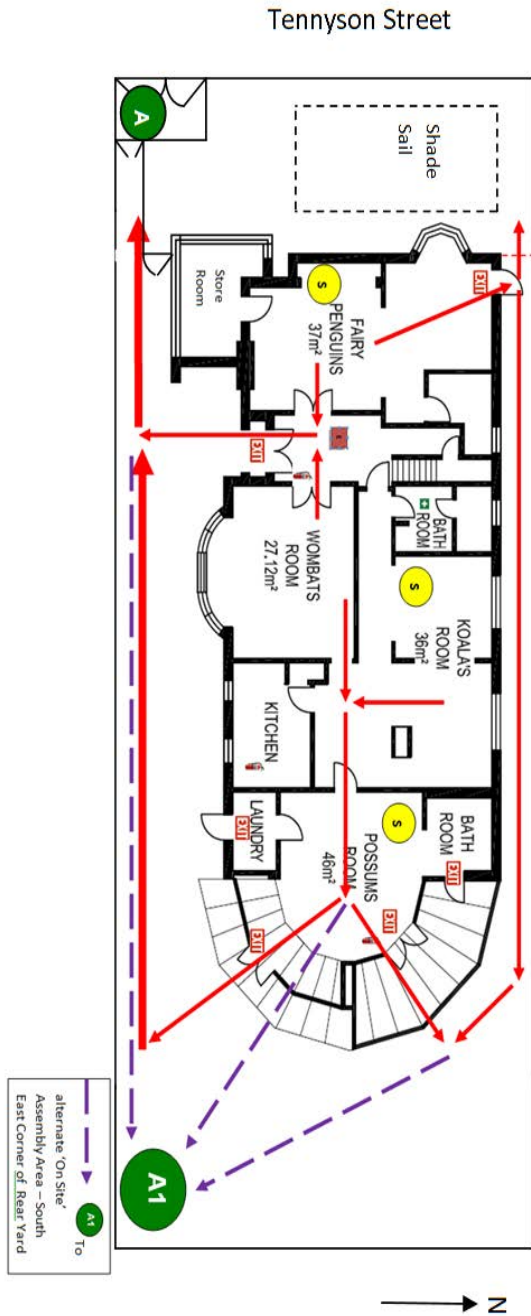 Tennyson Street
A
Shade
Sail
Store
Room
EXIT
S
FAIRY
PENGUINS
37m²
E
EXIT
BATH
ROOM
WOMBATS
ROOM
27.12m²
S
KOALA'S
ROOM
36m²
KITCHEN
LAUNDRY
EXIT
S
POSSUMS
ROOM
46m²
BATH
ROOM
EXIT
EXIT
EXIT
A1
A1
To
alternate 'On Site'
Assembly Area – South
East Corner of Rear Yard
N